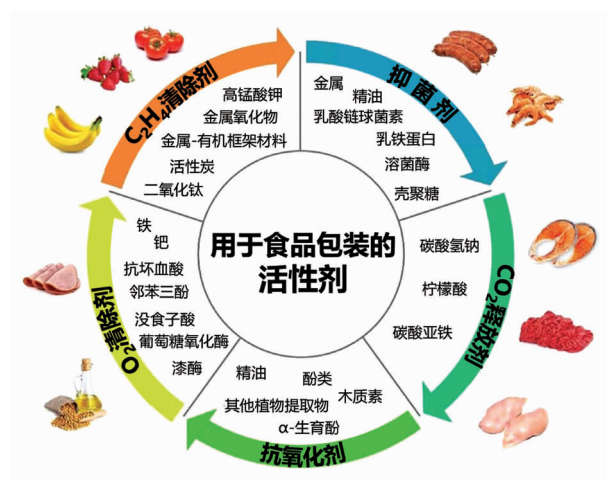 用于食品包装的
活性剂
抑菌剂
金属
精油
乳酸链球菌素
乳铁蛋白
溶菌酶
壳聚糖
CO₂释放剂
碳酸氢钠
柠檬酸
碳酸亚铁
抗氧化剂
精油
酚类
木质素
其他植物提取物
α-生育酚
O₂清除剂
铁
钯
抗坏血酸
邻苯三酚
没食子酸
葡萄糖氧化酶
漆酶
C₂H₄清除剂
高锰酸钾
金属氧化物
金属-有机框架材料
活性炭
二氧化钛